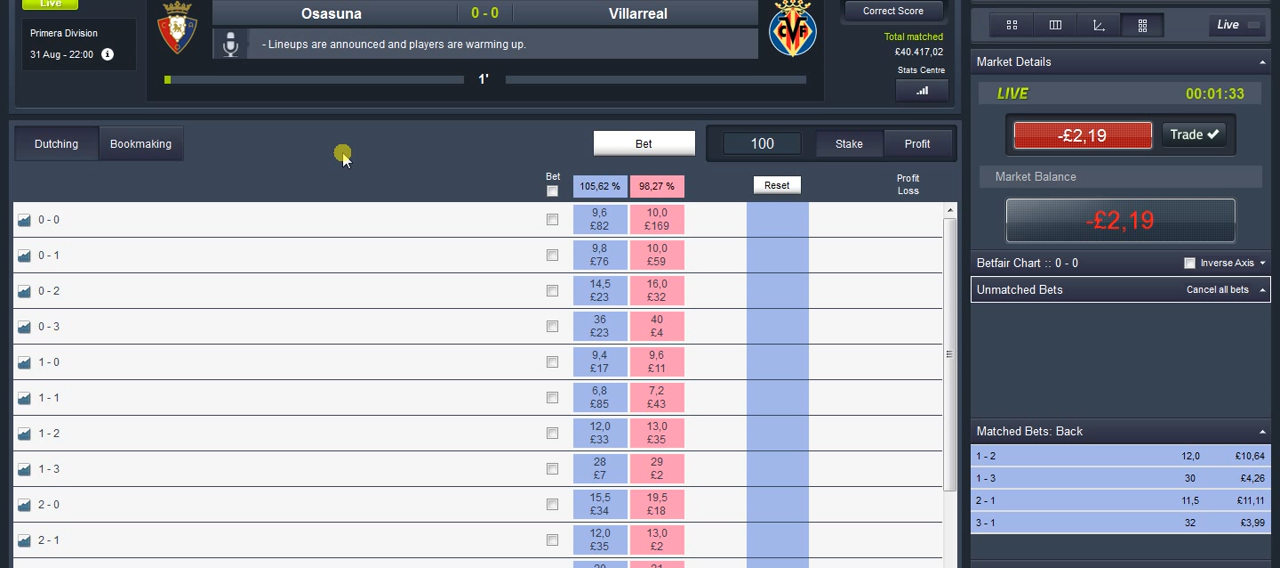 Live
Osasuna 0 - 0 Villarreal
Correct Score
Live
Primera Division
31 Aug - 22:00
- Lineups are announced and players are warming up.
Total matched
£40.417,02
Stats Centre
1'
Market Details
LIVE 00:01:33
-£2,19 Trade
Market Balance
-£2,19
Dutching Bookmaking Bet 100 Stake Profit
Bet 105,62 % 98,27 % Reset Profit
Loss
0 - 0 9,6 10,0
£82 £169
0 - 1 9,8 10,0
£76 £59
0 - 2 14,5 16,0
£23 £32
0 - 3 36 40
£23 £4
1 - 0 9,4 9,6
£17 £11
1 - 1 6,8 7,2
£85 £43
1 - 2 12,0 13,0
£33 £35
1 - 3 28 29
£7 £2
2 - 0 15,5 19,5
£34 £18
2 - 1 12,0 13,0
£35 £2
Betfair Chart :: 0 - 0 Inverse Axis
Unmatched Bets Cancel all bets
Matched Bets: Back
1 - 2 12,0 £10,64
1 - 3 30 £4,26
2 - 1 11,5 £11,11
3 - 1 32 £3,99